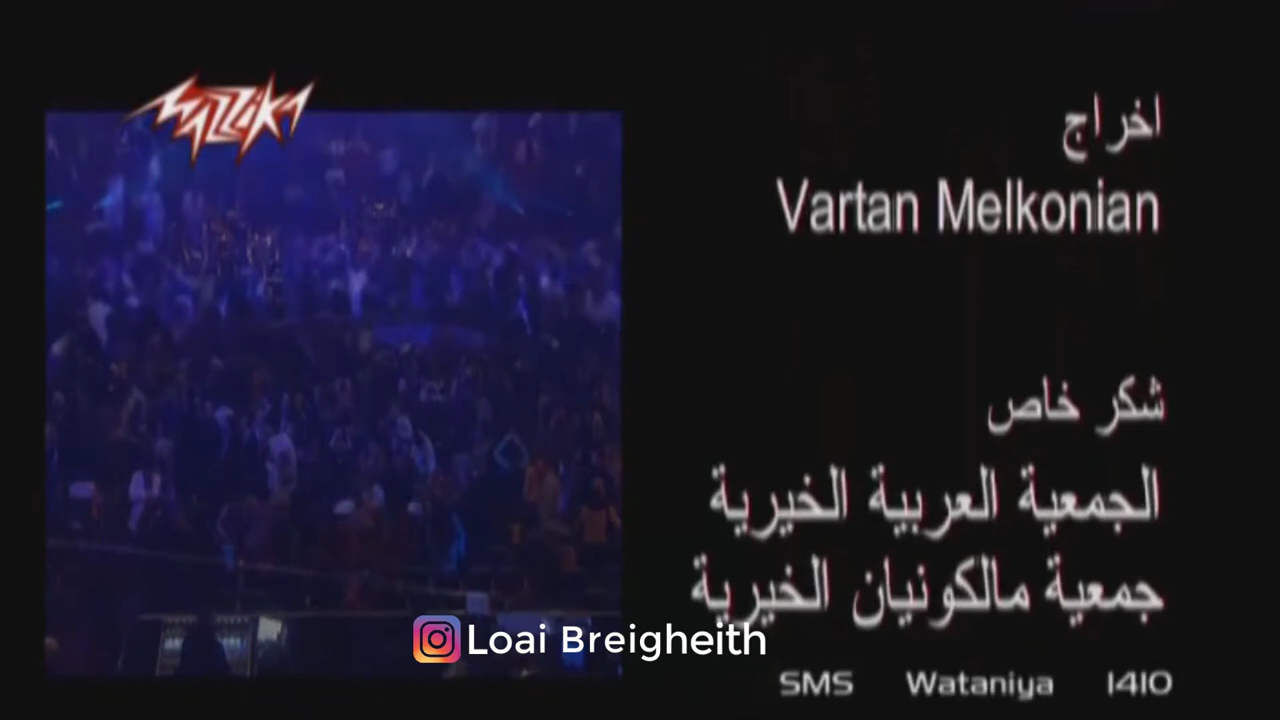 MAZZIKA
اخراج
Vartan Melkonian
شكر خاص
الجمعية العربية الخيرية
جمعية مالكونيان الخيرية
Loai Breigheith
SMS Wataniya 1410